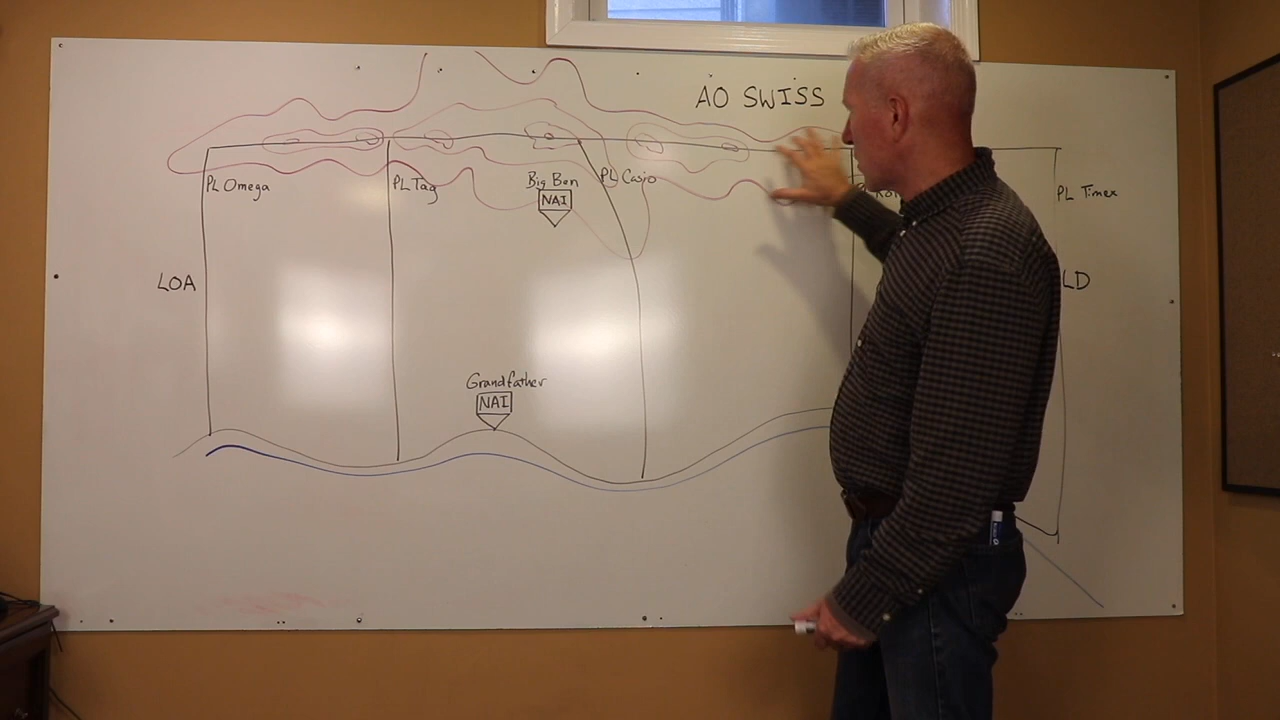 AO SWISS
PL Omega
PL Tag
Big Ben
NAI
PL Casio
PL Timex
LOA
LD
Grandfather
NAI